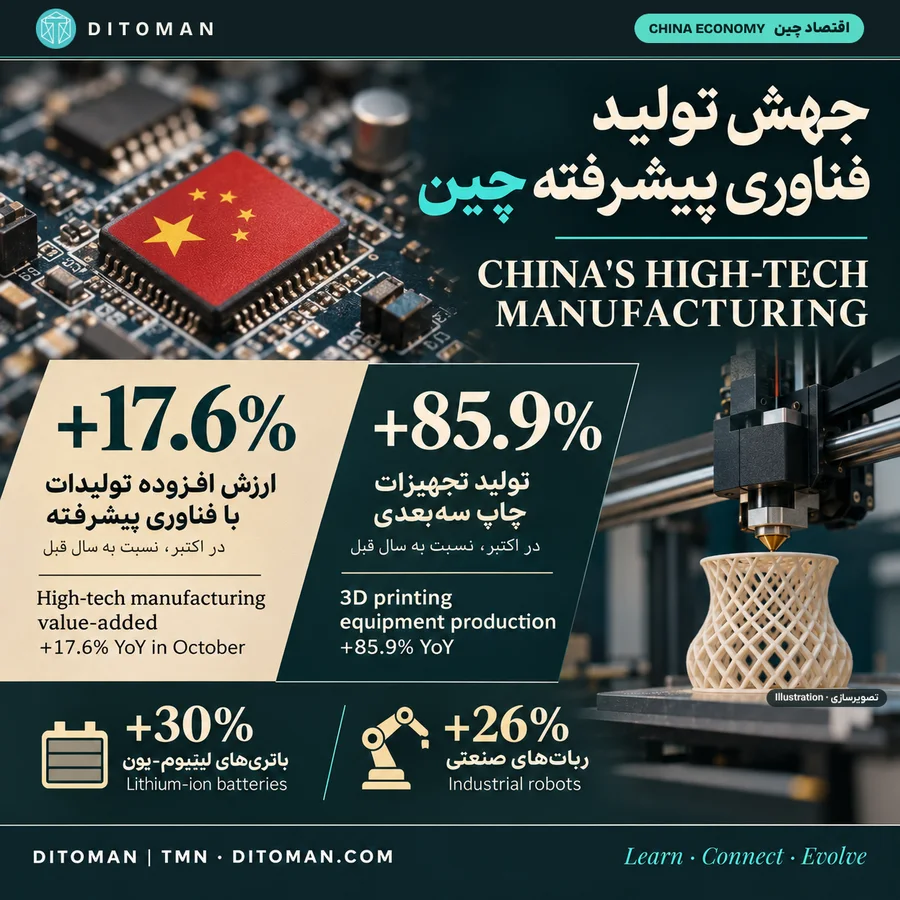 DITOMAN
CHINA ECONOMY اقتصاد چین
جهش تولید
فناوری پیشرفته چین
CHINA'S HIGH-TECH
MANUFACTURING
+17.6%
ارزش افزوده تولیدات
با فناوری پیشرفته
در اکتبر، نسبت به سال قبل
High-tech manufacturing
value-added
+17.6% YoY in October
+85.9%
تولید تجهیزات
چاپ سه‌بعدی
در اکتبر، نسبت به سال قبل
3D printing
equipment production
+85.9% YoY
Illustration · تصویرسازی
+30%
باتری‌های لیتیوم-یون
Lithium-ion batteries
+26%
ربات‌های صنعتی
Industrial robots
DITOMAN | TMN · DITOMAN.COM
Learn · Connect · Evolve